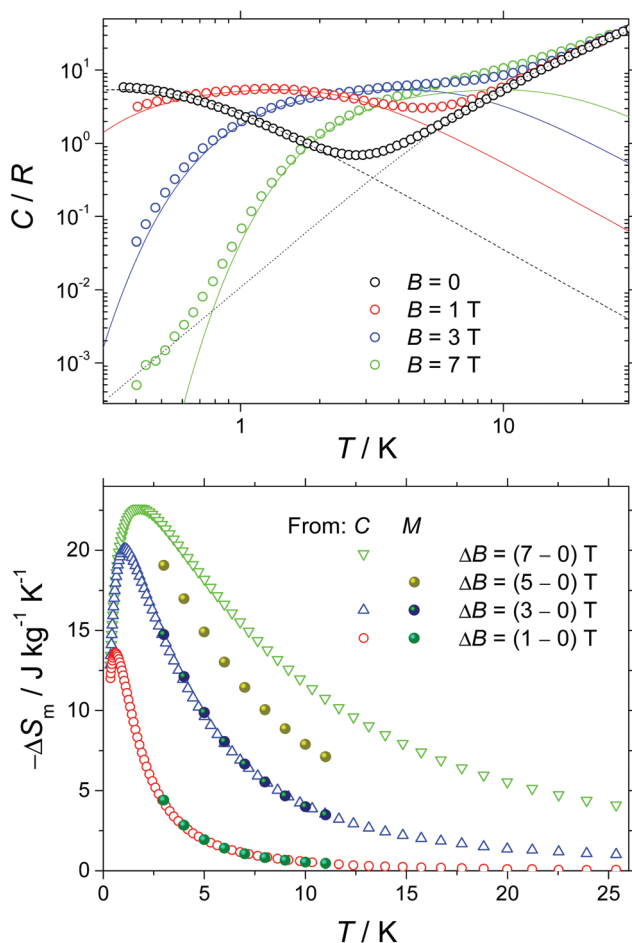 10¹
10⁰
10⁻¹
10⁻²
10⁻³
C / R
B = 0
B = 1 T
B = 3 T
B = 7 T
1
10
T / K
20
15
10
5
0
−ΔSₘ / J kg⁻¹ K⁻¹
From: C M
ΔB = (7 – 0) T
ΔB = (5 – 0) T
ΔB = (3 – 0) T
ΔB = (1 – 0) T
0 5 10 15 20 25
T / K